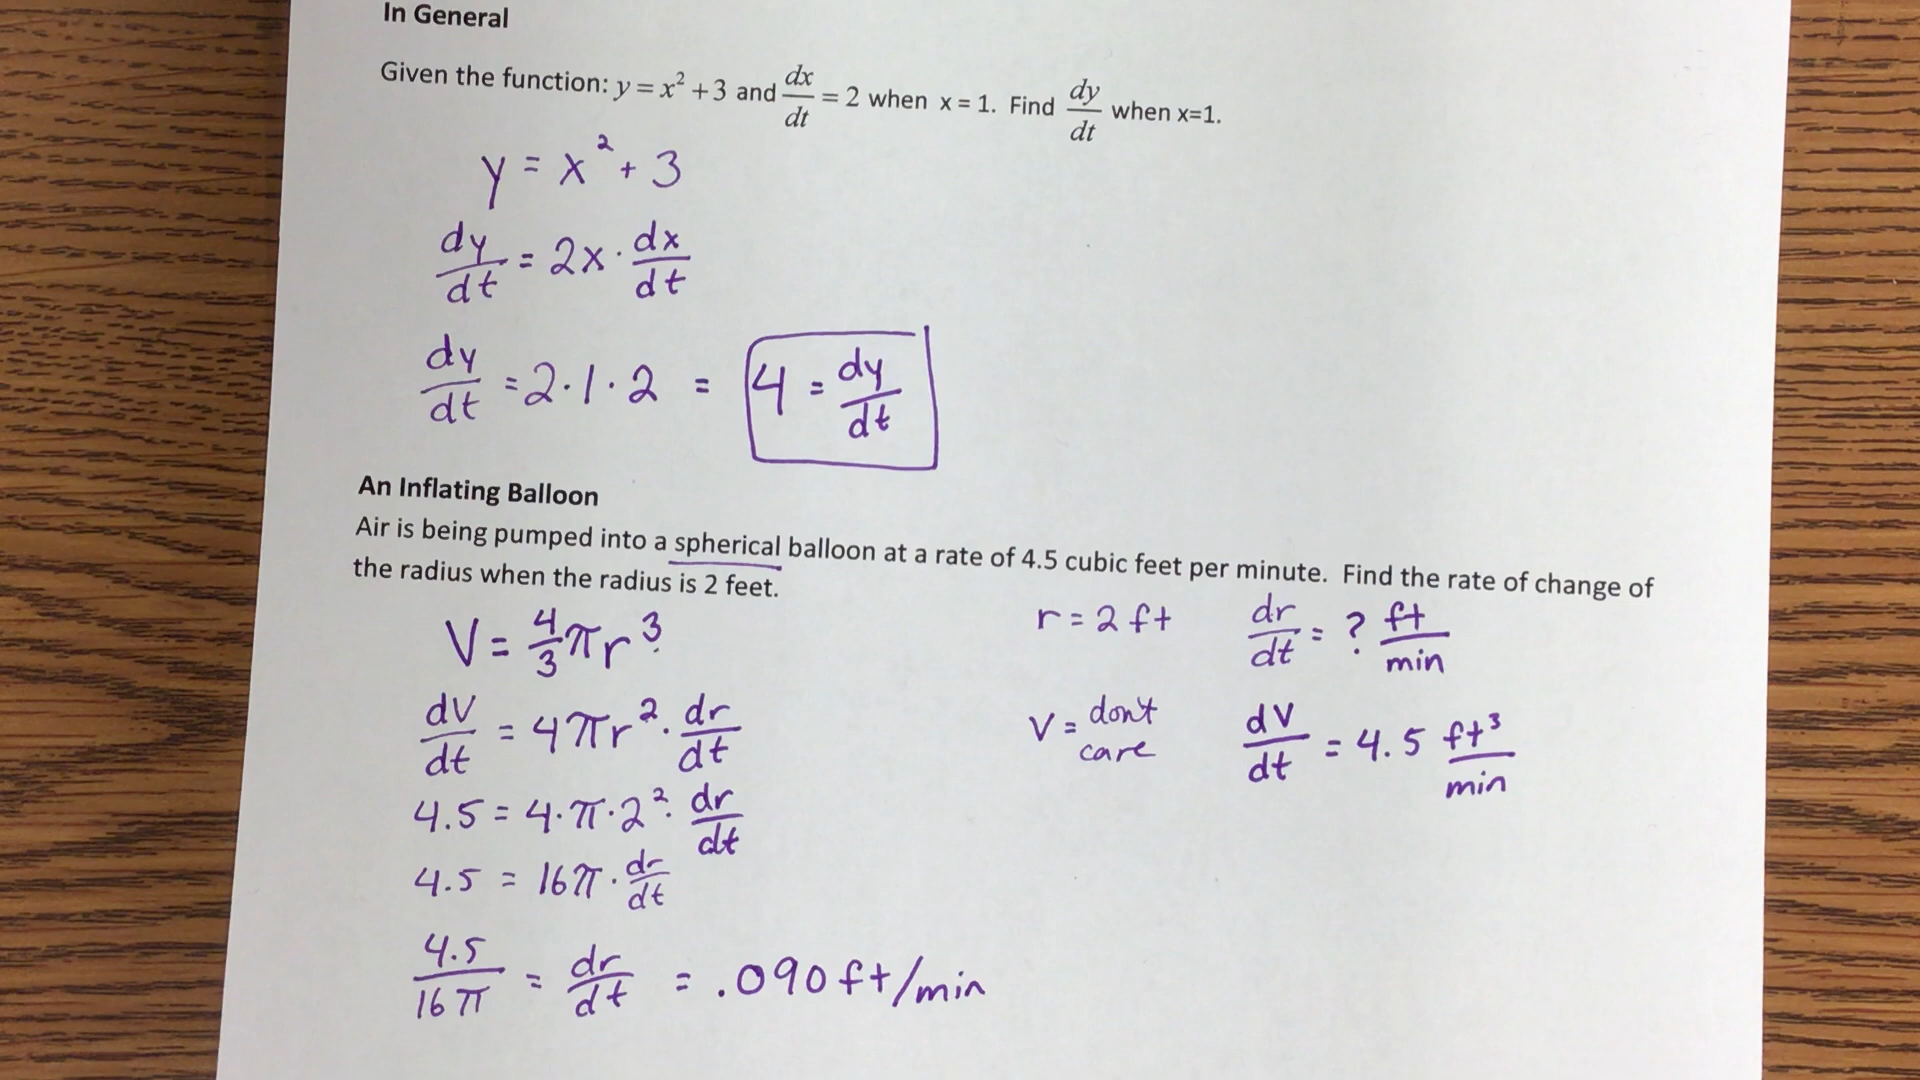 In General
Given the function: y = x² + 3 and dx/dt = 2 when x = 1. Find dy/dt when x=1.
y = x² + 3
dy/dt = 2x · dx/dt
dy/dt = 2 · 1 · 2 = 4 = dy/dt
An Inflating Balloon
Air is being pumped into a spherical balloon at a rate of 4.5 cubic feet per minute. Find the rate of change of
the radius when the radius is 2 feet.
V = 4/3 πr³
r = 2 ft dr/dt = ? ft/min
dV/dt = 4πr² · dr/dt
V = don't care dV/dt = 4.5 ft³/min
4.5 = 4·π·2² · dr/dt
4.5 = 16π · dr/dt
4.5/16π = dr/dt = .090 ft/min